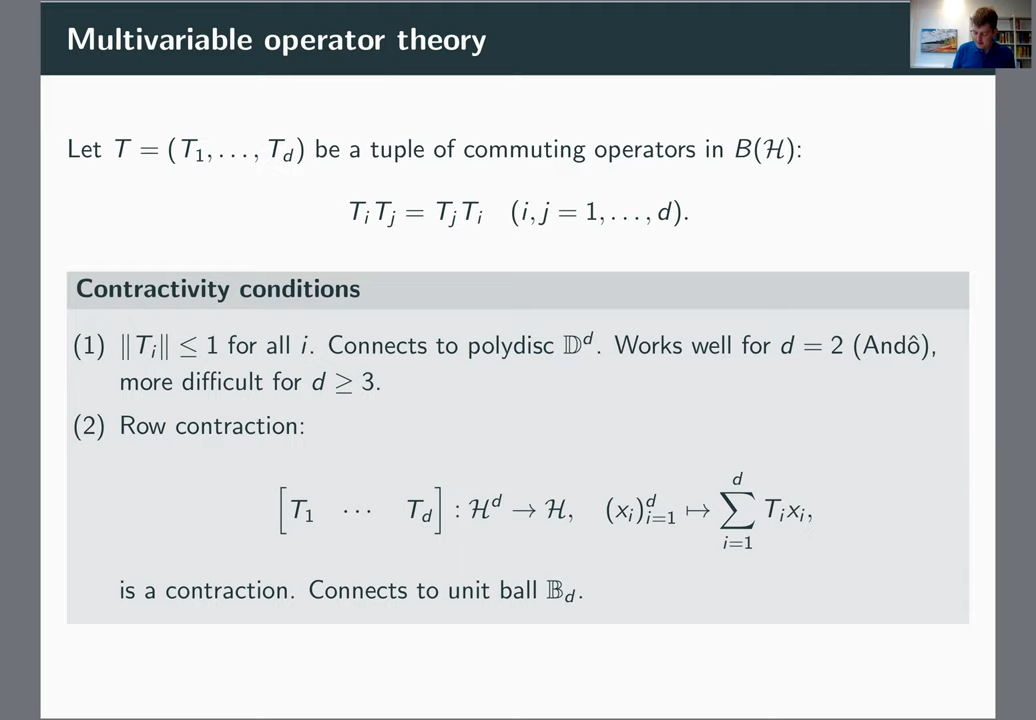 Multivariable operator theory
Let T = (T₁, . . . , T_d) be a tuple of commuting operators in B(ℋ):
T_i T_j = T_j T_i (i, j = 1, . . . , d).
Contractivity conditions
(1) ‖T_i‖ ≤ 1 for all i. Connects to polydisc 𝔻^d. Works well for d = 2 (Andô),
more difficult for d ≥ 3.
(2) Row contraction:
[T₁ ⋯ T_d] : ℋ^d → ℋ, (x_i)_{i=1}^d ↦ ∑_{i=1}^d T_i x_i,
is a contraction. Connects to unit ball 𝔹_d.